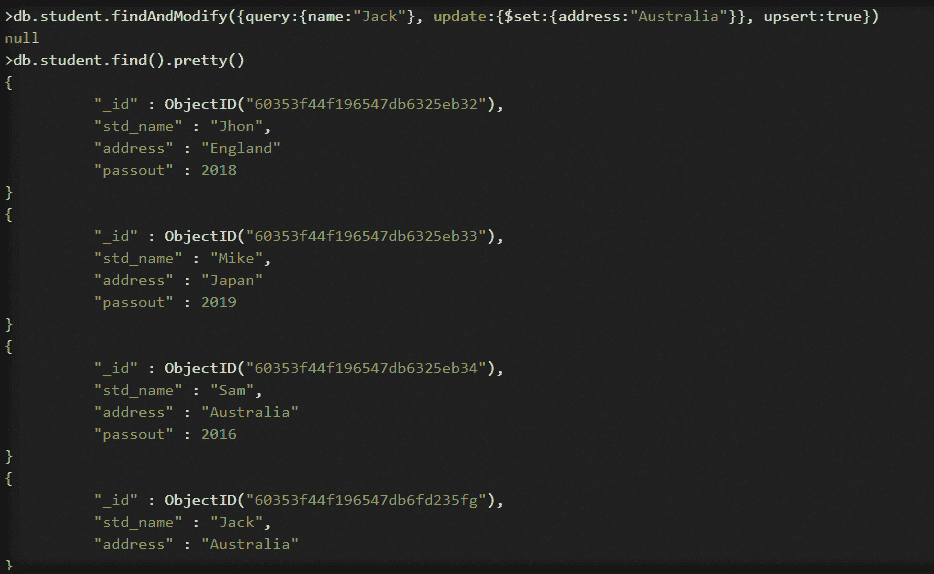 >db.student.findAndModify({query:{name:"Jack"}, update:{$set:{address:"Australia"}}, upsert:true})
null
>db.student.find().pretty()
{
"_id" : ObjectID("60353f44f196547db6325eb32"),
"std_name" : "Jhon",
"address" : "England"
"passout" : 2018
}
{
"_id" : ObjectID("60353f44f196547db6325eb33"),
"std_name" : "Mike",
"address" : "Japan"
"passout" : 2019
}
{
"_id" : ObjectID("60353f44f196547db6325eb34"),
"std_name" : "Sam",
"address" : "Australia"
"passout" : 2016
}
{
"_id" : ObjectID("60353f44f196547db6fd235fg"),
"std_name" : "Jack",
"address" : "Australia"
}